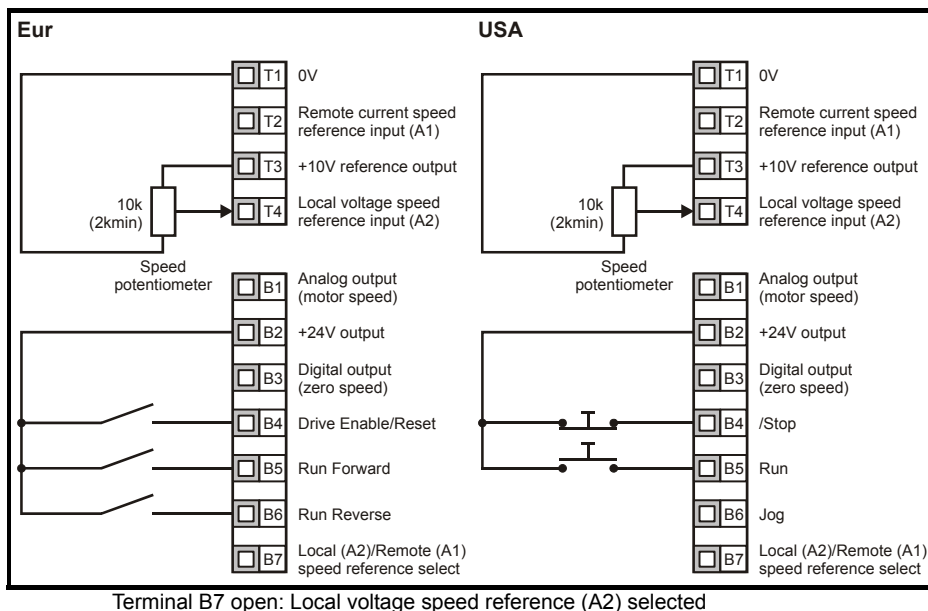 Eur
T1 0V
T2 Remote current speed
reference input (A1)
T3 +10V reference output
T4 Local voltage speed
reference input (A2)
10k
(2kmin)
Speed
potentiometer
B1 Analog output
(motor speed)
B2 +24V output
B3 Digital output
(zero speed)
B4 Drive Enable/Reset
B5 Run Forward
B6 Run Reverse
B7 Local (A2)/Remote (A1)
speed reference select
USA
T1 0V
T2 Remote current speed
reference input (A1)
T3 +10V reference output
T4 Local voltage speed
reference input (A2)
10k
(2kmin)
Speed
potentiometer
B1 Analog output
(motor speed)
B2 +24V output
B3 Digital output
(zero speed)
B4 /Stop
B5 Run
B6 Jog
B7 Local (A2)/Remote (A1)
speed reference select
Terminal B7 open: Local voltage speed reference (A2) selected